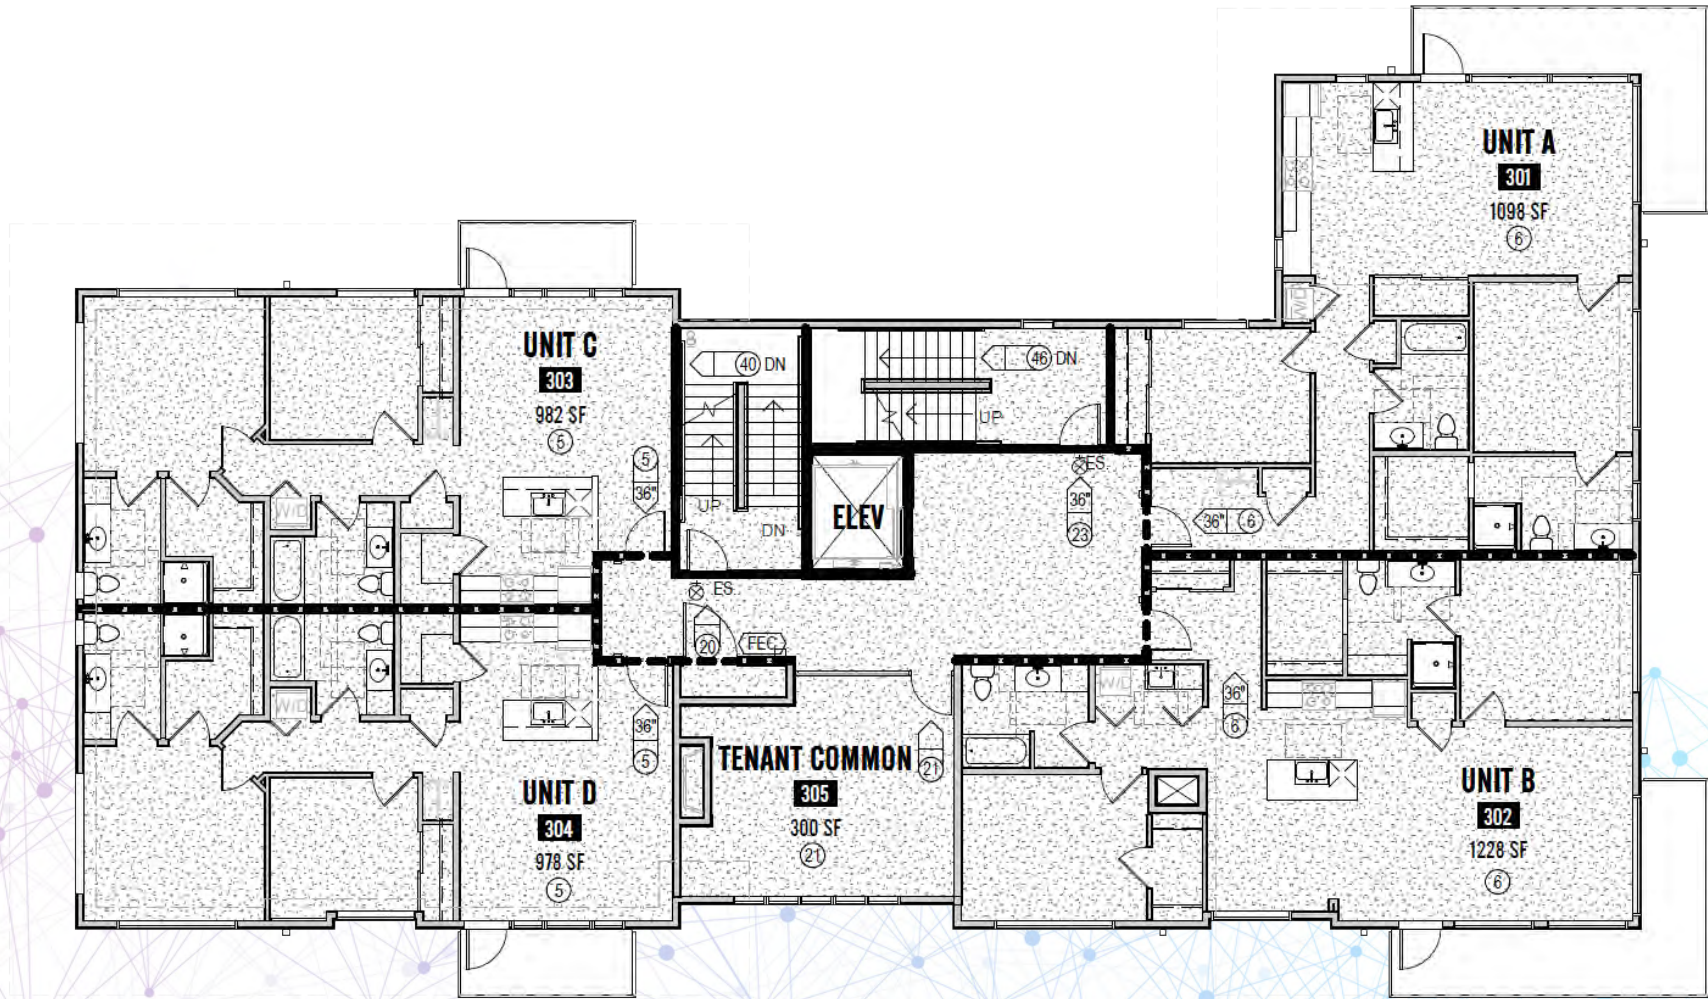 UNIT A
301
1098 SF
6
W/D
UNIT C
303
982 SF
5
40 DN
46 DN
UP
5
36"
UP
DN
ELEV
ES
36"
23
36" 6
W/D
ES
20
FEC
W/D
36"
5
UNIT D
304
978 SF
5
TENANT COMMON
305
300 SF
21
21
W/D
36"
6
UNIT B
302
1228 SF
6